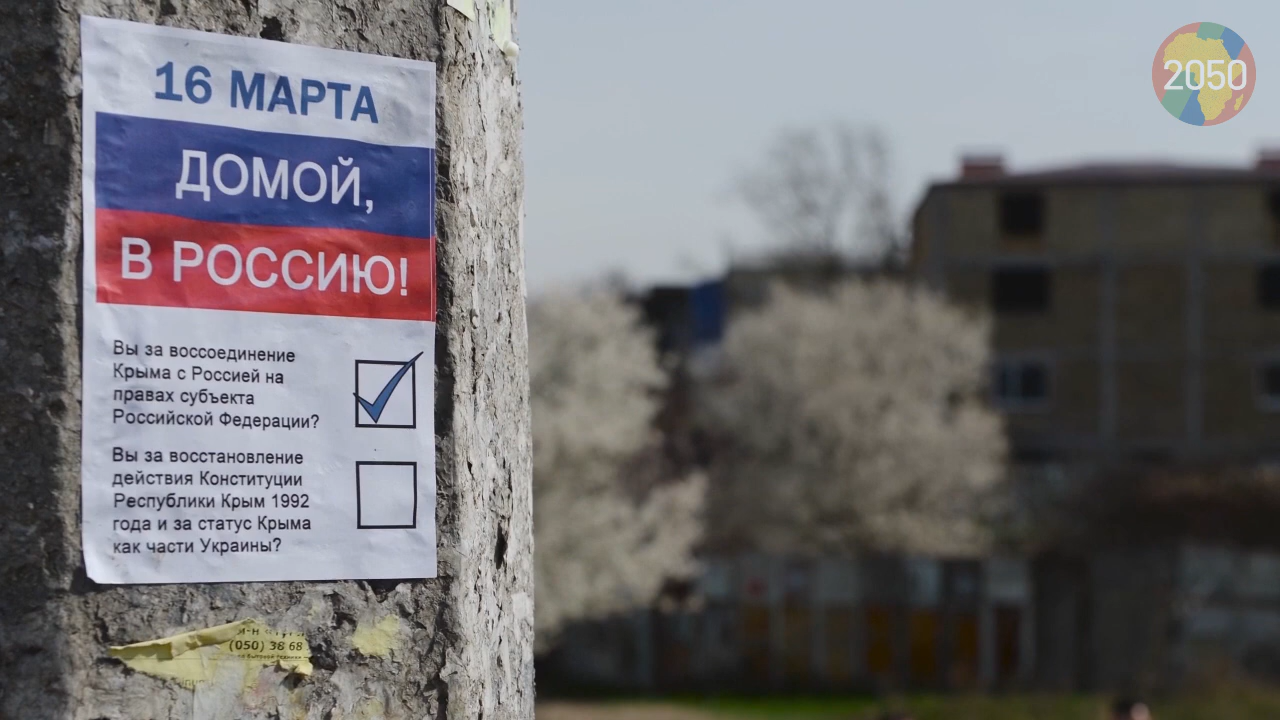 2050
16 МАРТА
ДОМОЙ,
В РОССИЮ!
Вы за воссоединение
Крыма с Россией на
правах субъекта
Российской Федерации?
Вы за восстановление
действия Конституции
Республики Крым 1992
года и за статус Крыма
как части Украины?
(050) 38 68